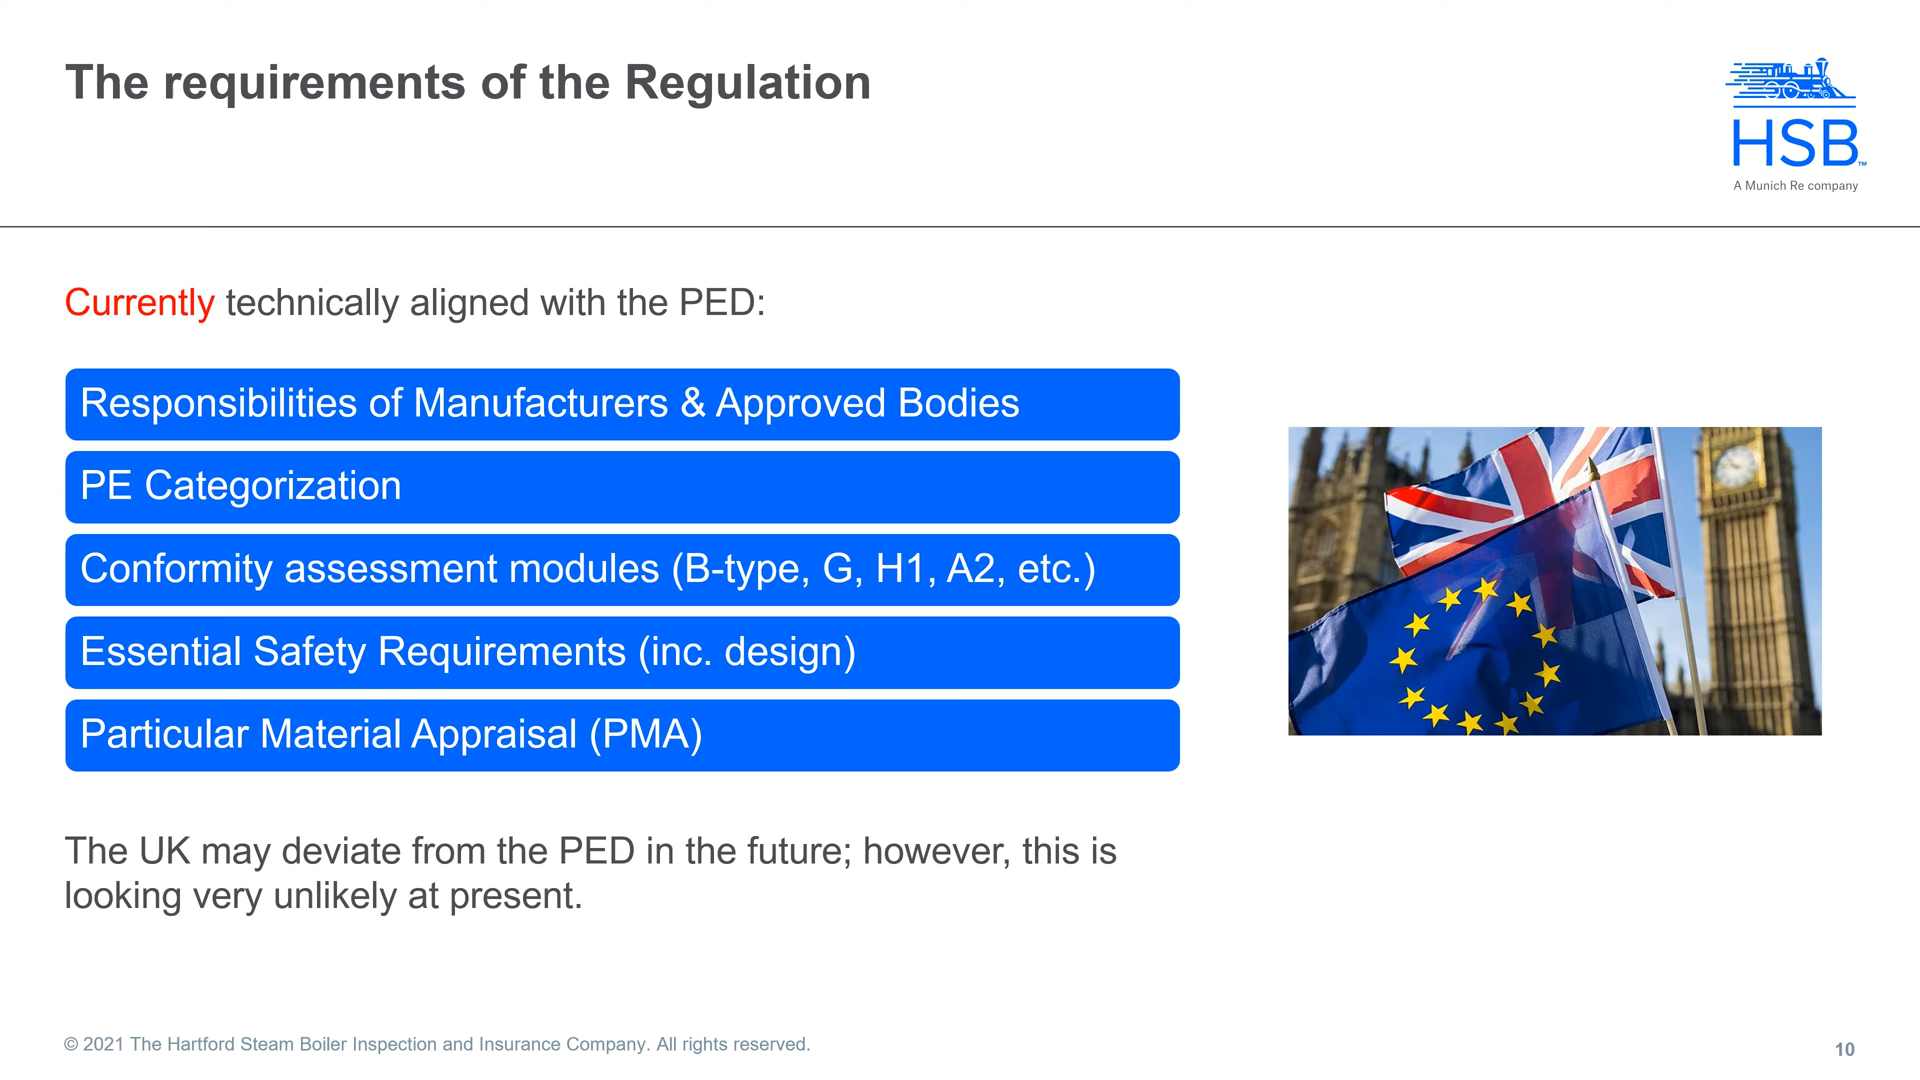 The requirements of the Regulation
HSB™
A Munich Re company
Currently technically aligned with the PED:
Responsibilities of Manufacturers & Approved Bodies
PE Categorization
Conformity assessment modules (B-type, G, H1, A2, etc.)
Essential Safety Requirements (inc. design)
Particular Material Appraisal (PMA)
The UK may deviate from the PED in the future; however, this is
looking very unlikely at present.
© 2021 The Hartford Steam Boiler Inspection and Insurance Company. All rights reserved.
10